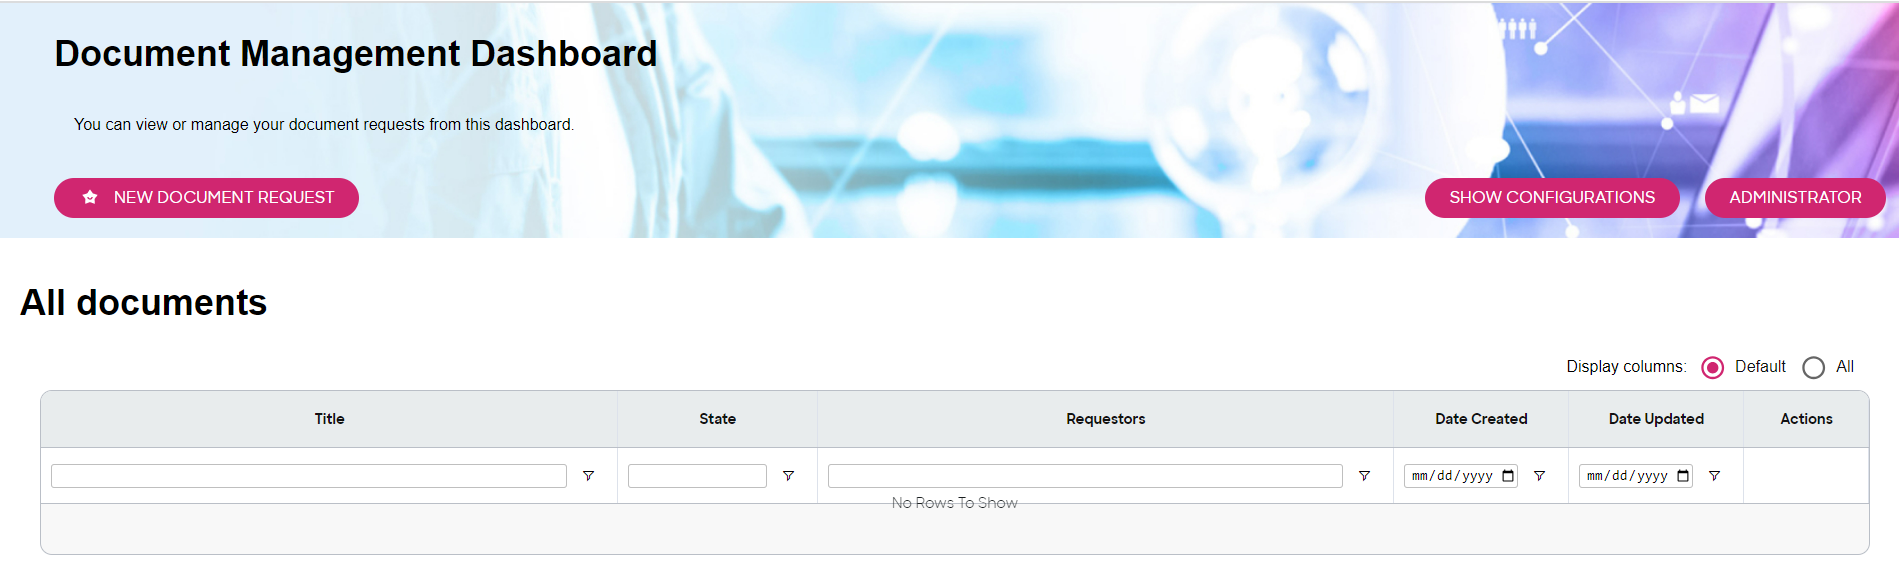 Document Management Dashboard
You can view or manage your document requests from this dashboard.
NEW DOCUMENT REQUEST
SHOW CONFIGURATIONS
ADMINISTRATOR
All documents
Display columns: Default All
Title State Requestors Date Created Date Updated Actions
mm/dd/yyyy mm/dd/yyyy
No Rows To Show